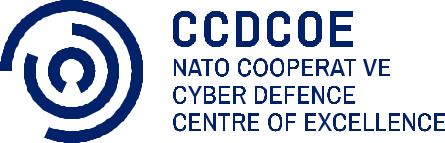 CCDCOE
NATO COOPERAT VE
CYBER DEFENCE
CENTRE OF EXCELLENCE